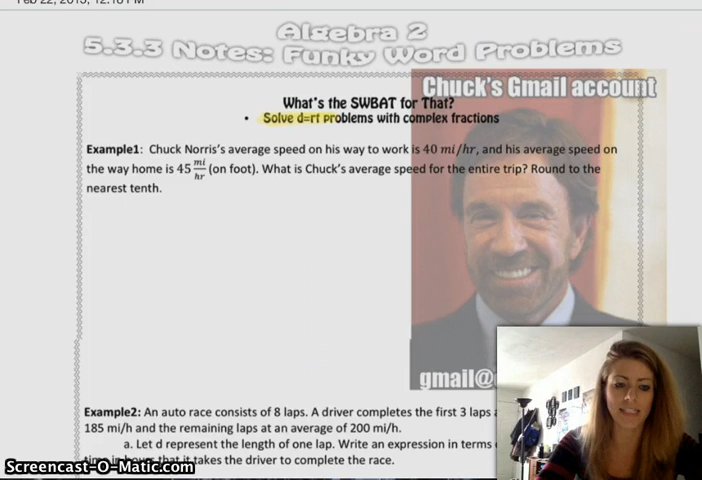 Feb 22, 2013, 12:16 PM
Algebra 2
5.3.3 Notes: Funky Word Problems
Chuck's Gmail account
What's the SWBAT for That?
• Solve d=rt problems with complex fractions
Example1: Chuck Norris's average speed on his way to work is 40 mi/hr, and his average speed on
the way home is 45 mi/hr (on foot). What is Chuck's average speed for the entire trip? Round to the
nearest tenth.
gmail@
Example2: An auto race consists of 8 laps. A driver completes the first 3 laps a
185 mi/h and the remaining laps at an average of 200 mi/h.
a. Let d represent the length of one lap. Write an expression in terms
time in hours that it takes the driver to complete the race.
Screencast-O-Matic.com